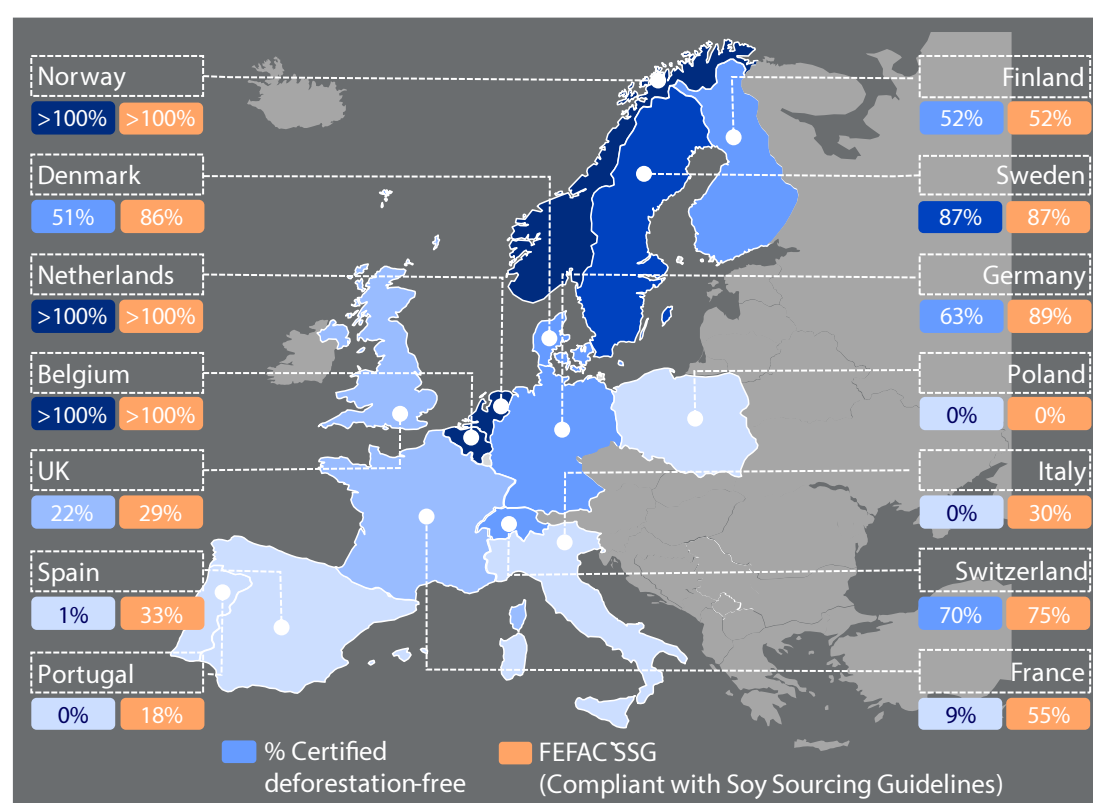 Norway
>100% >100%
Denmark
51% 86%
Netherlands
>100% >100%
Belgium
>100% >100%
UK
22% 29%
Spain
1% 33%
Portugal
0% 18%
Finland
52% 52%
Sweden
87% 87%
Germany
63% 89%
Poland
0% 0%
Italy
0% 30%
Switzerland
70% 75%
France
9% 55%
% Certified
deforestation-free
FEFAC `SSG
(Compliant with Soy Sourcing Guidelines)